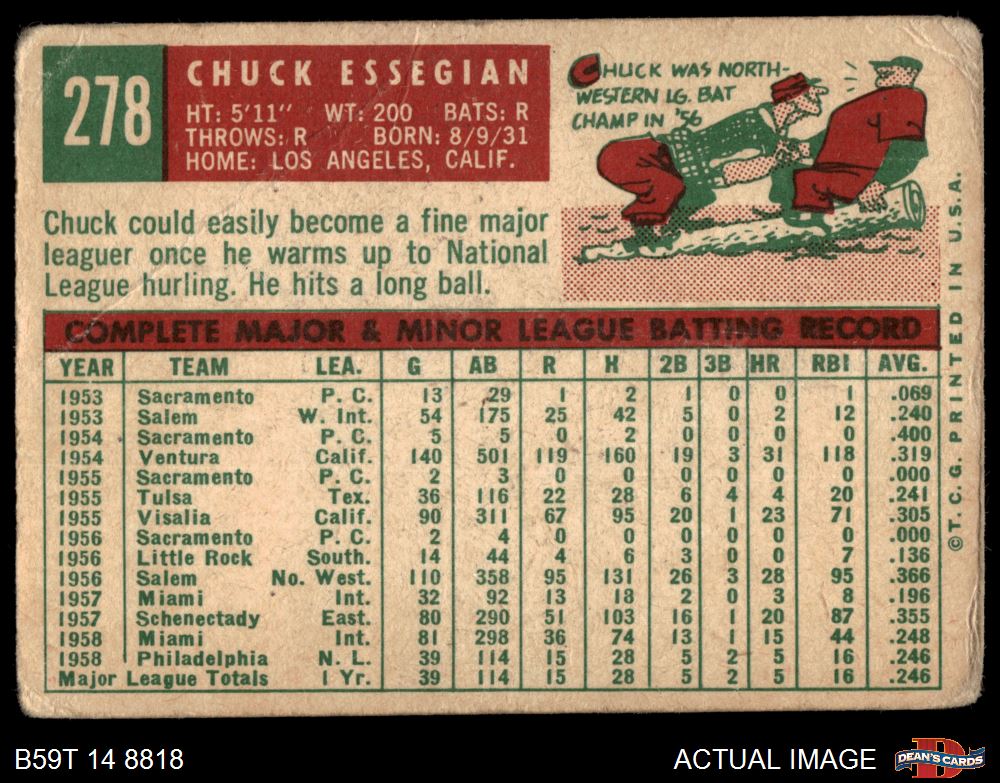 278
CHUCK ESSEGIAN
HT: 5'11" WT: 200 BATS: R
THROWS: R BORN: 8/9/31
HOME: LOS ANGELES, CALIF.
CHUCK WAS NORTH-
WESTERN LG. BAT
CHAMP IN '56
Chuck could easily become a fine major
leaguer once he warms up to National
League hurling. He hits a long ball.
COMPLETE MAJOR & MINOR LEAGUE BATTING RECORD
YEAR TEAM LEA. G AB R H 2B 3B HR RBI AVG.
1953 Sacramento P. C. 13 29 1 2 1 0 0 1 .069
1953 Salem W. Int. 54 175 25 42 5 0 2 12 .240
1954 Sacramento P. C. 5 5 0 2 0 0 0 0 .400
1954 Ventura Calif. 140 501 119 160 19 3 31 118 .319
1955 Sacramento P. C. 2 3 0 0 0 0 0 0 .000
1955 Tulsa Tex. 36 116 22 28 6 4 4 20 .241
1955 Visalia Calif. 90 311 67 95 20 1 23 71 .305
1956 Sacramento P. C. 2 4 0 0 0 0 0 0 .000
1956 Little Rock South. 14 44 4 6 3 0 0 7 .136
1956 Salem No. West. 110 358 95 131 26 3 28 95 .366
1957 Miami Int. 32 92 13 18 2 0 3 8 .196
1957 Schenectady East. 80 290 51 103 16 1 20 87 .355
1958 Miami Int. 81 298 36 74 13 1 15 44 .248
1958 Philadelphia N. L. 39 114 15 28 5 2 5 16 .246
Major League Totals 1 Yr. 39 114 15 28 5 2 5 16 .246
© T. C. G. PRINTED IN U.S.A.
B59T 14 8818
ACTUAL IMAGE
D
DEAN'S CARDS